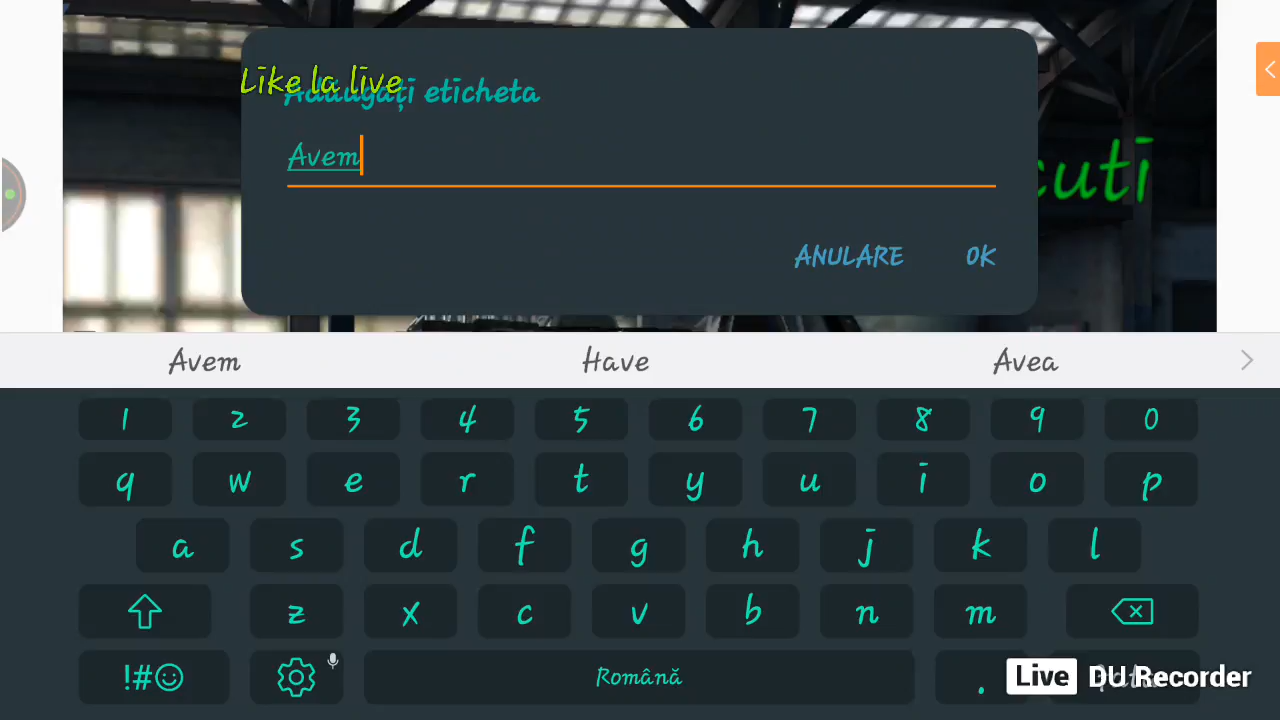 Like la live
Adăugați eticheta
Avem
cuti
ANULARE OK
Avem Have Avea
1 2 3 4 5 6 7 8 9 0
q w e r t y u i o p
a s d f g h j k l
z x c v b n m
!#☺ Română .
Live DU Recorder